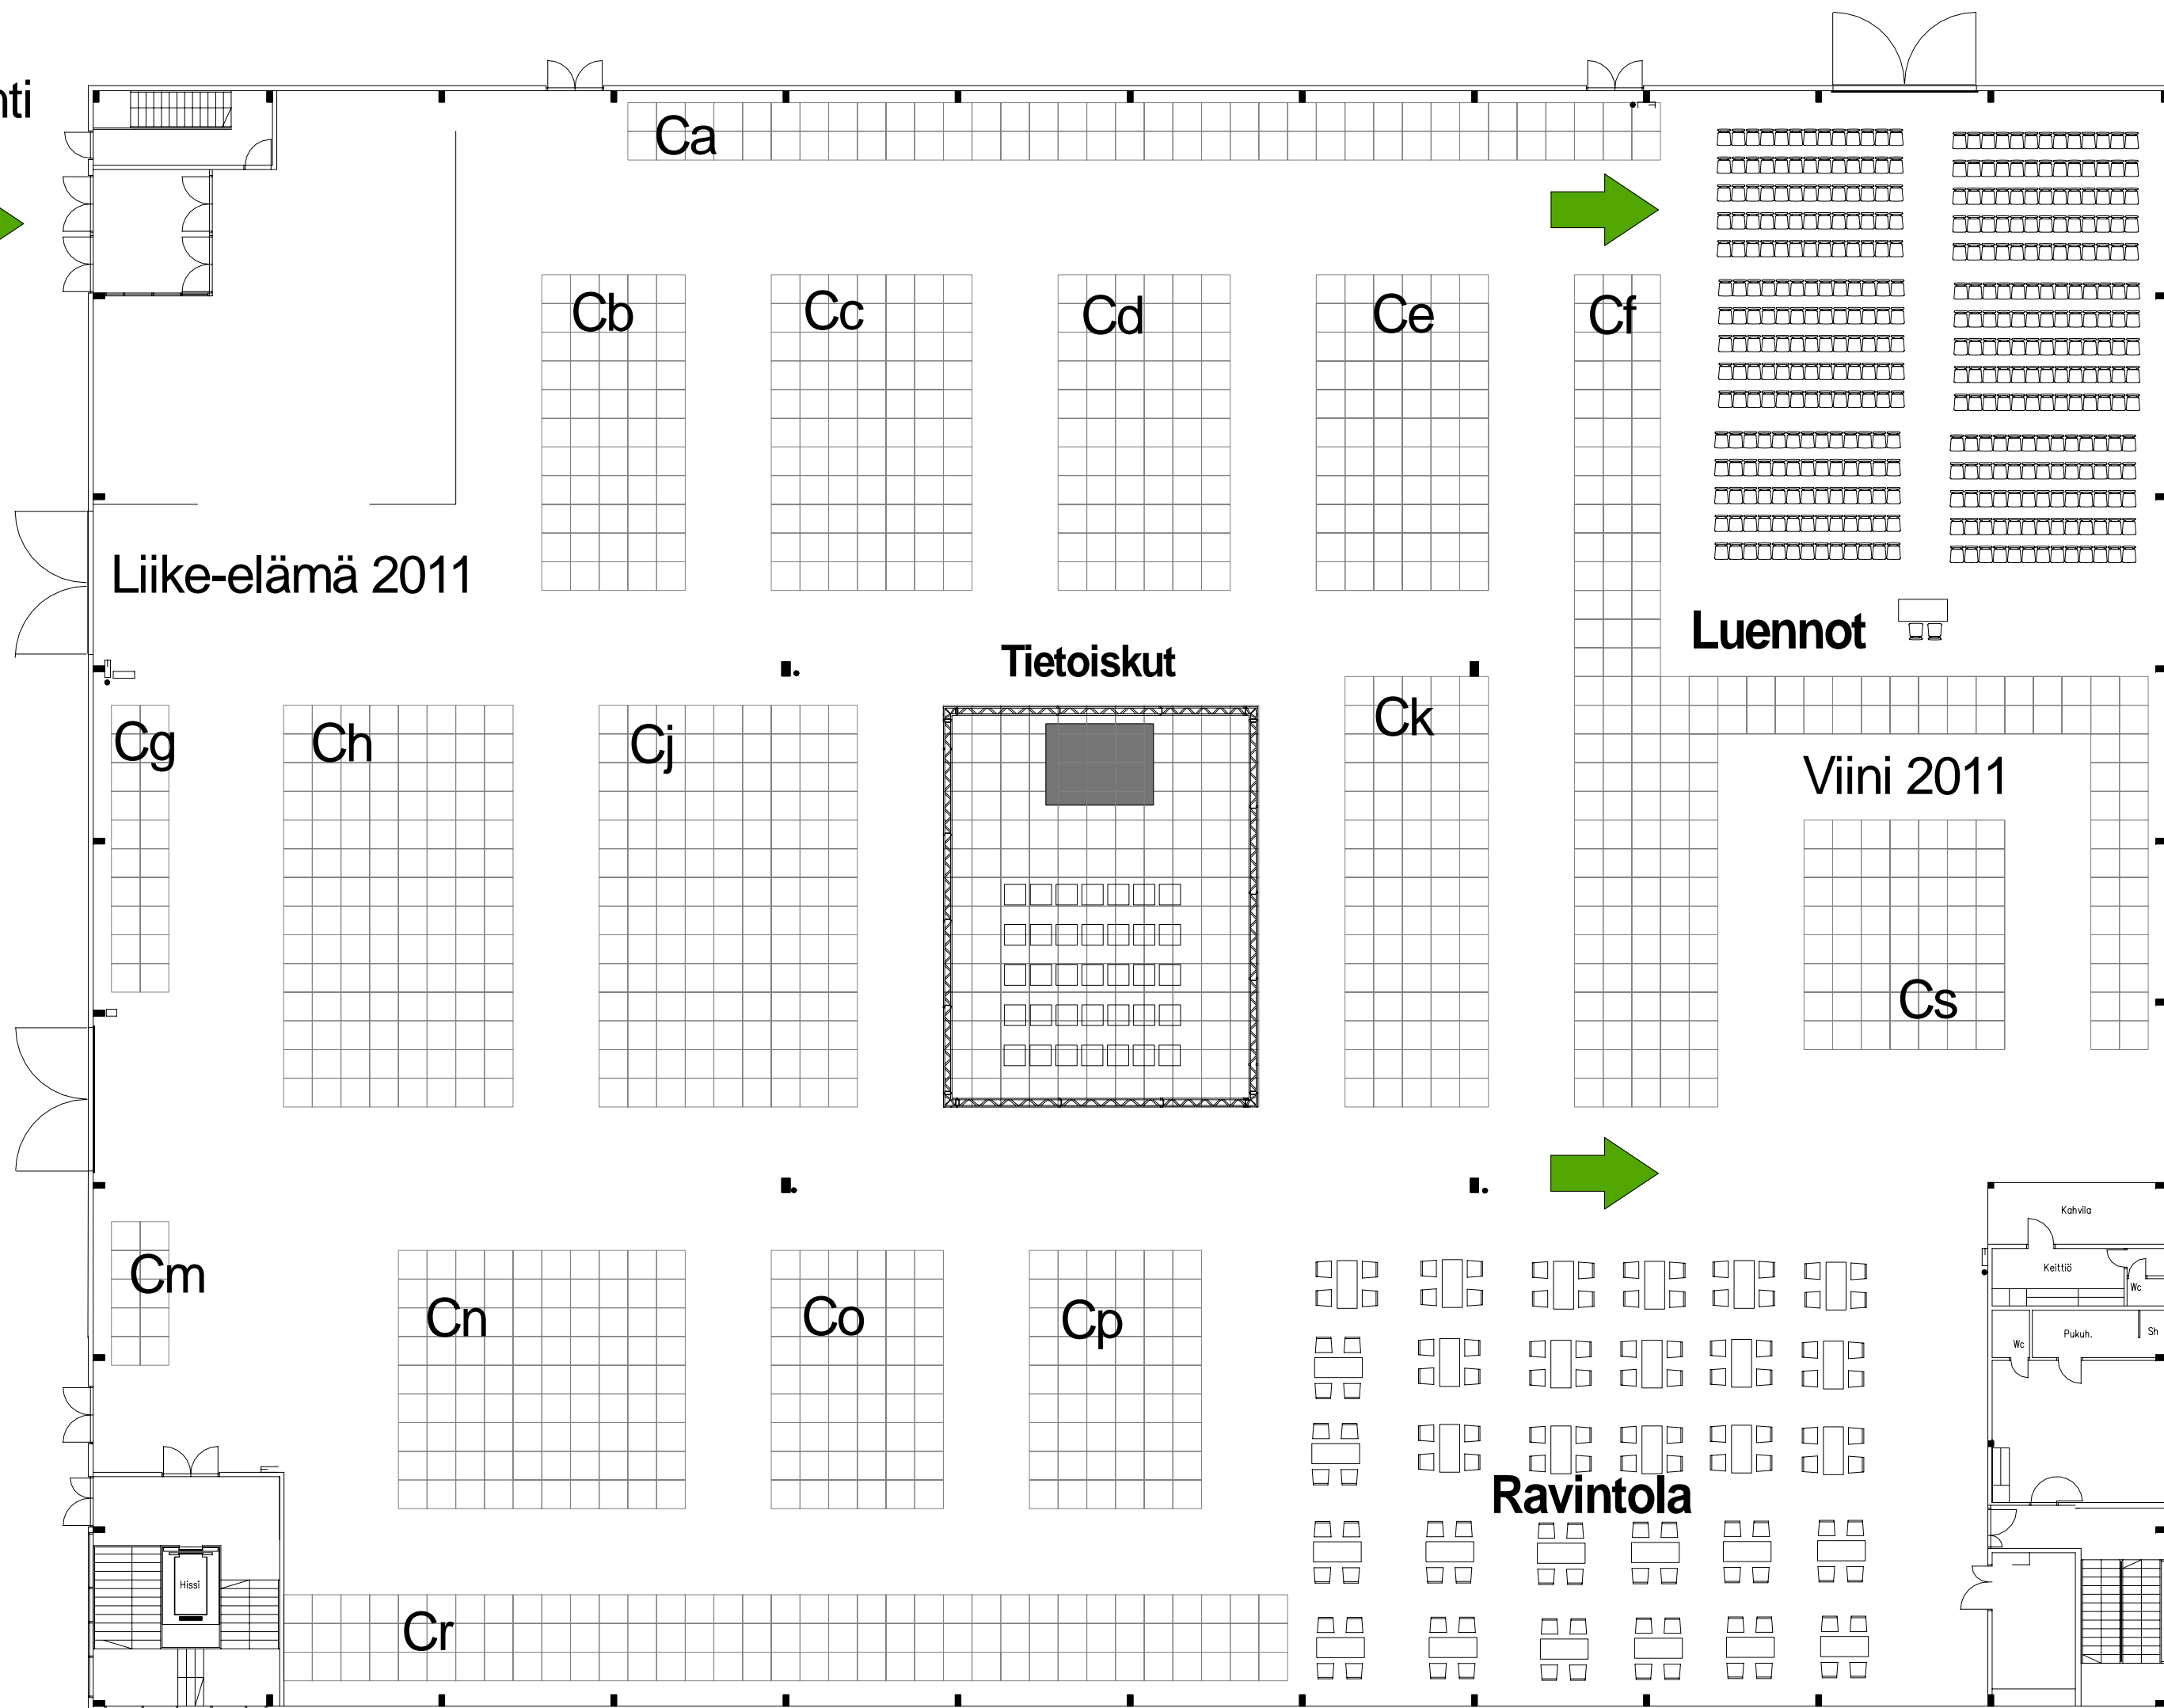 nti
Ca
Cb
Cc
Cd
Ce
Cf
Liike-elämä 2011
Luennot
Tietoiskut
Cg
Ch
Cj
Ck
Viini 2011
Cs
Kahvila
Keittiö
Wc
Cm
Cn
Co
Cp
Wc
Pukuh.
Sh
Ravintola
Hissi
Cr